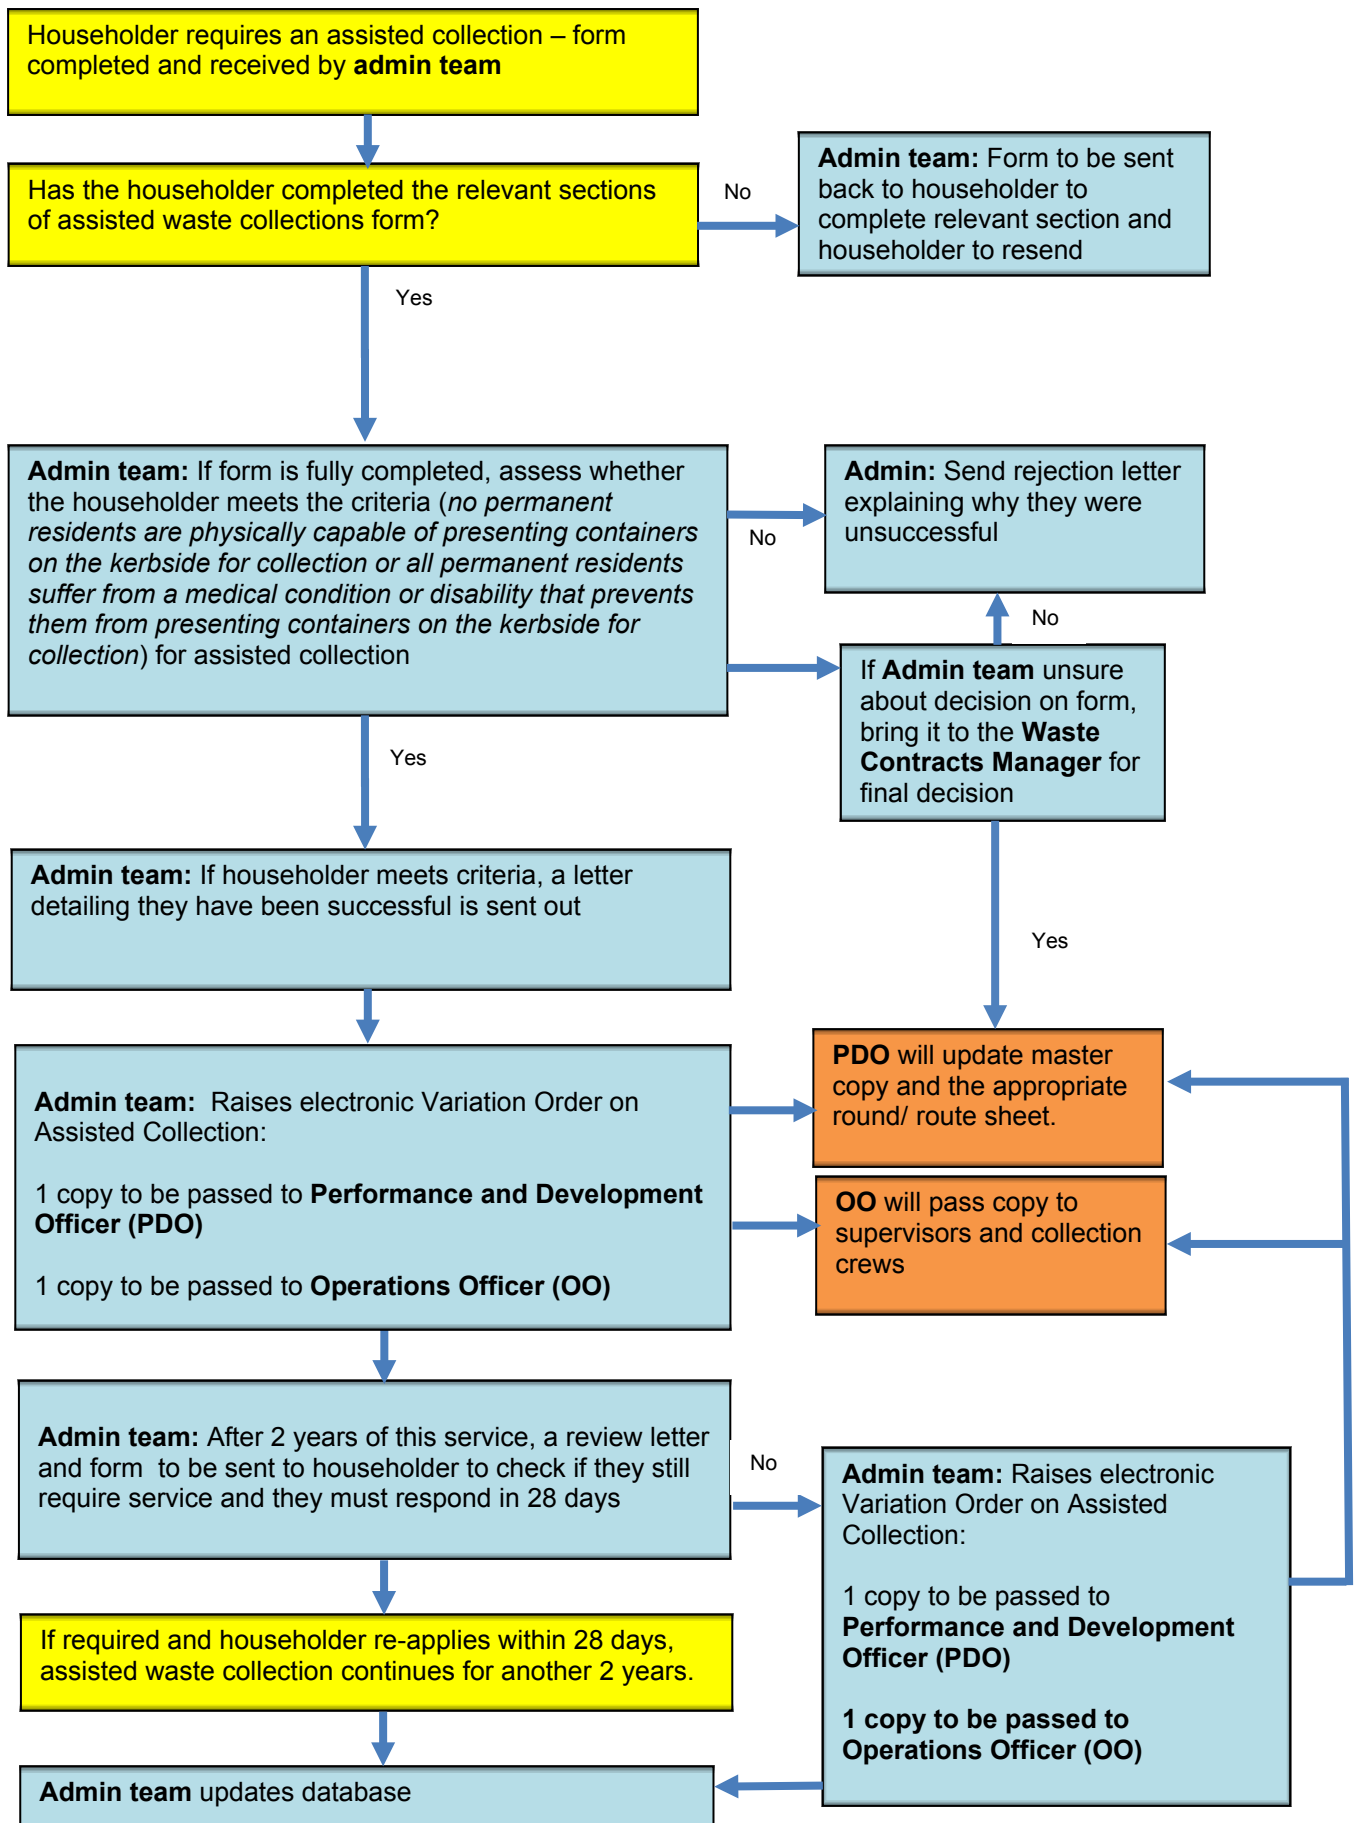 Householder requires an assisted collection – form
completed and received by admin team
Has the householder completed the relevant sections
of assisted waste collections form?
No
Admin team: Form to be sent
back to householder to
complete relevant section and
householder to resend
Yes
Admin team: If form is fully completed, assess whether
the householder meets the criteria (no permanent
residents are physically capable of presenting containers
on the kerbside for collection or all permanent residents
suffer from a medical condition or disability that prevents
them from presenting containers on the kerbside for
collection) for assisted collection
No
Admin: Send rejection letter
explaining why they were
unsuccessful
No
If Admin team unsure
about decision on form,
bring it to the Waste
Contracts Manager for
final decision
Yes
Admin team: If householder meets criteria, a letter
detailing they have been successful is sent out
Yes
Admin team: Raises electronic Variation Order on
Assisted Collection:
1 copy to be passed to Performance and Development
Officer (PDO)
1 copy to be passed to Operations Officer (OO)
PDO will update master
copy and the appropriate
round/ route sheet.
OO will pass copy to
supervisors and collection
crews
Admin team: After 2 years of this service, a review letter
and form to be sent to householder to check if they still
require service and they must respond in 28 days
No
Admin team: Raises electronic
Variation Order on Assisted
Collection:
1 copy to be passed to
Performance and Development
Officer (PDO)
1 copy to be passed to
Operations Officer (OO)
If required and householder re-applies within 28 days,
assisted waste collection continues for another 2 years.
Admin team updates database